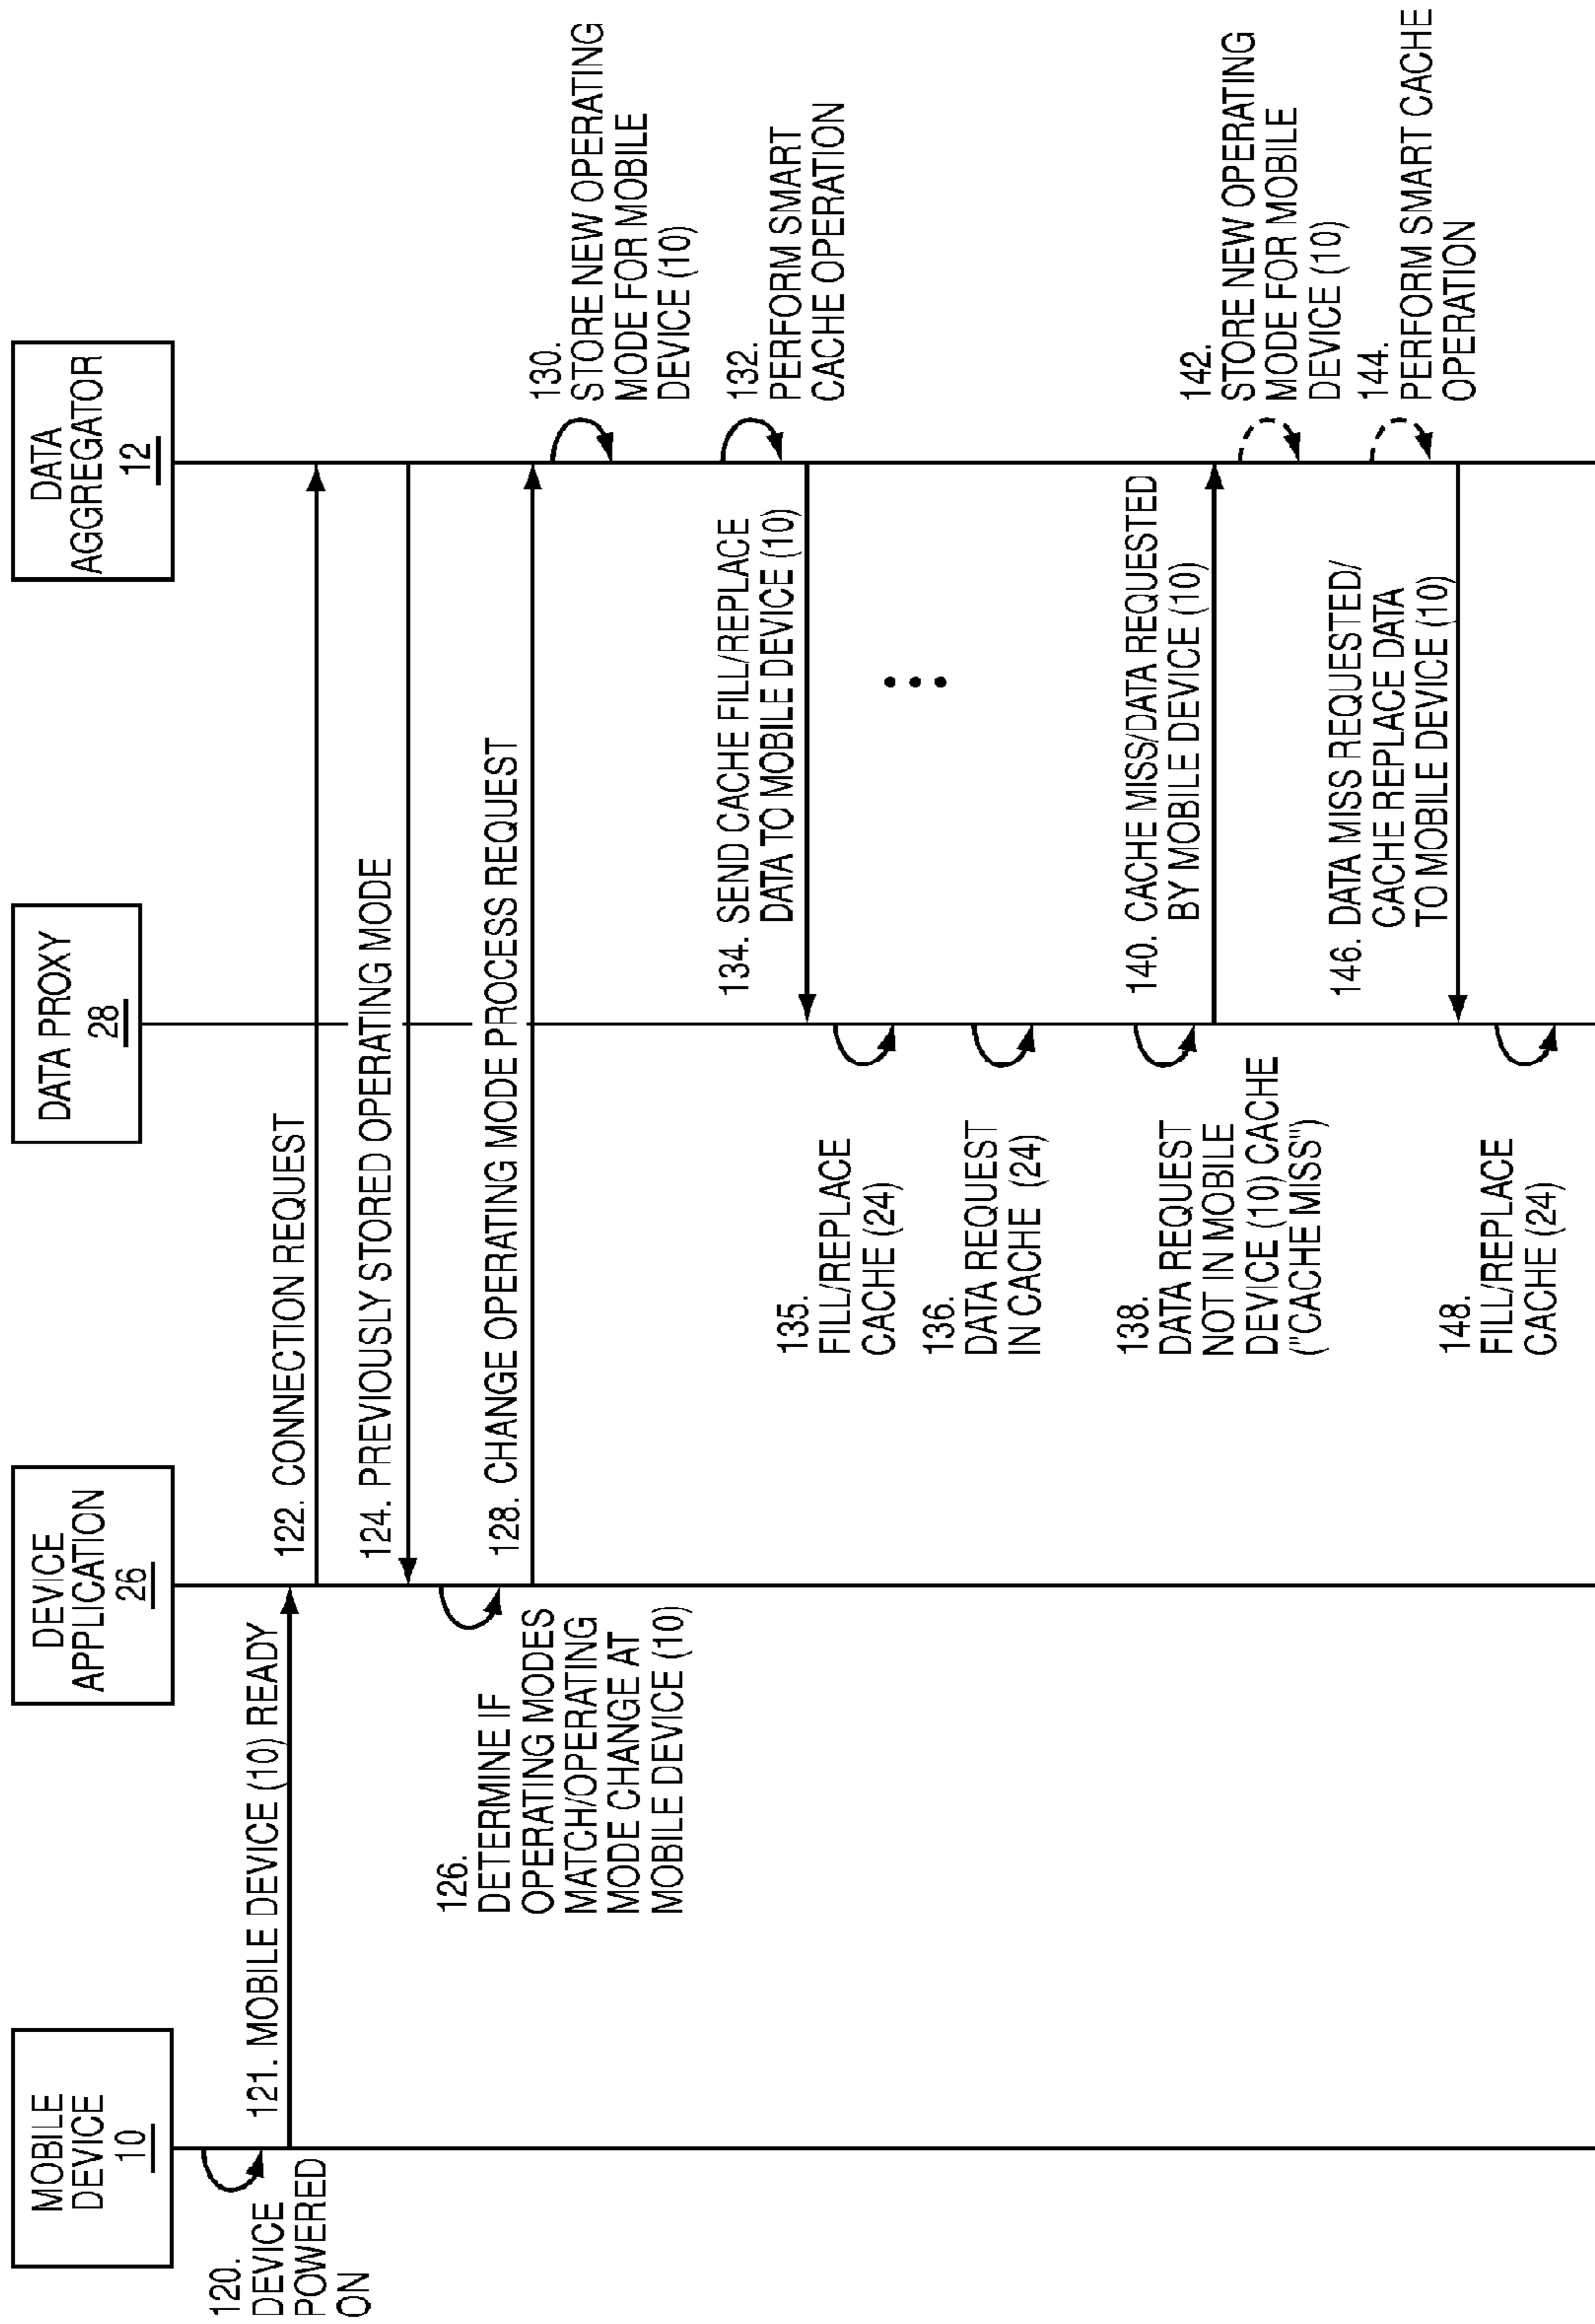 MOBILE
DEVICE
10
DEVICE
APPLICATION
26
DATA PROXY
28
DATA
AGGREGATOR
12
120.
DEVICE
POWERED
ON
121. MOBILE DEVICE (10) READY
122. CONNECTION REQUEST
124. PREVIOUSLY STORED OPERATING MODE
126.
DETERMINE IF
OPERATING MODES
MATCH/OPERATING
MODE CHANGE AT
MOBILE DEVICE (10)
128. CHANGE OPERATING MODE PROCESS REQUEST
130.
STORE NEW OPERATING
MODE FOR MOBILE
DEVICE (10)
132.
PERFORM SMART
CACHE OPERATION
134. SEND CACHE FILL/REPLACE
DATA TO MOBILE DEVICE (10)
135.
FILL/REPLACE
CACHE (24)
136.
DATA REQUEST
IN CACHE (24)
138.
DATA REQUEST
NOT IN MOBILE
DEVICE (10) CACHE
("CACHE MISS")
140. CACHE MISS/DATA REQUESTED
BY MOBILE DEVICE (10)
142.
STORE NEW OPERATING
MODE FOR MOBILE
DEVICE (10)
144.
PERFORM SMART CACHE
OPERATION
146. DATA MISS REQUESTED/
CACHE REPLACE DATA
TO MOBILE DEVICE (10)
148.
FILL/REPLACE
CACHE (24)